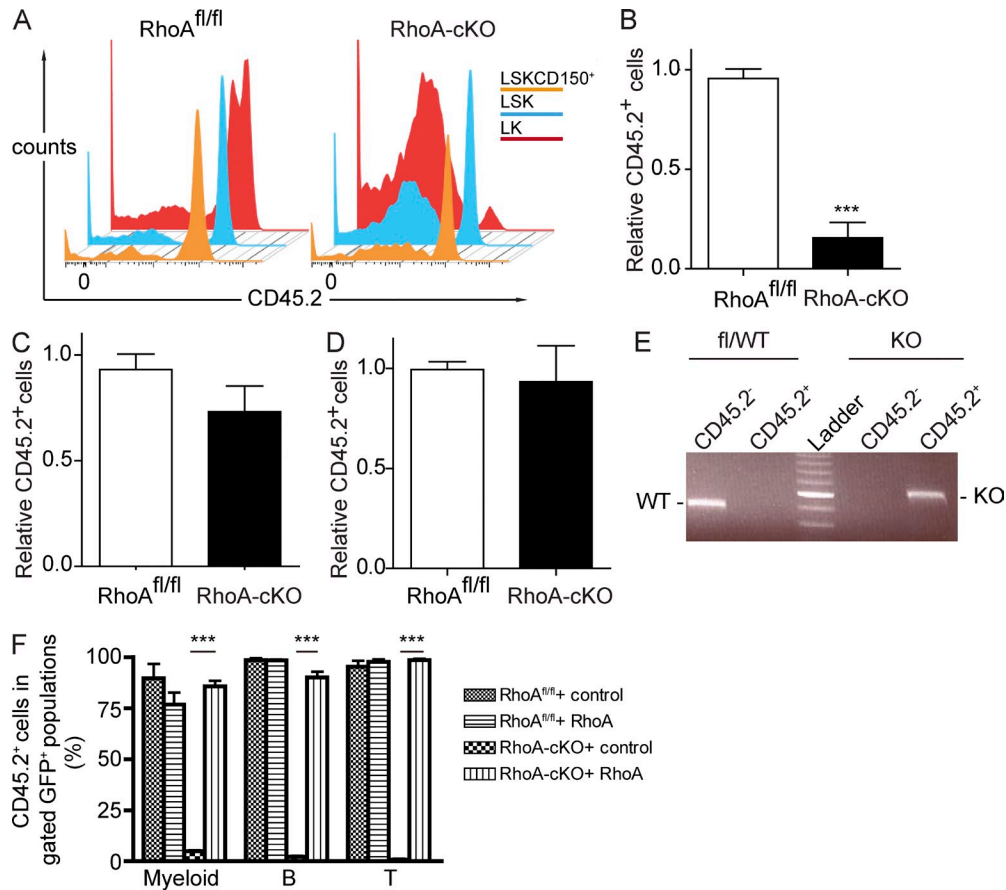 A
RhoA^fl/fl
RhoA-cKO
LSKCD150⁺
LSK
LK
counts
0
0
CD45.2
B
Relative CD45.2⁺ cells
1.0
0.5
0.0
***
RhoA^fl/fl
RhoA-cKO
C
Relative CD45.2⁺ cells
1.0
0.5
0.0
RhoA^fl/fl
RhoA-cKO
D
Relative CD45.2⁺ cells
1.0
0.5
0.0
RhoA^fl/fl
RhoA-cKO
E
fl/WT
KO
CD45.2⁻
CD45.2⁺
Ladder
CD45.2⁻
CD45.2⁺
WT -
- KO
F
CD45.2⁺ cells in
gated GFP⁺ populations
(%)
100
75
50
25
0
***
***
***
Myeloid
B
T
RhoA^fl/fl+ control
RhoA^fl/fl+ RhoA
RhoA-cKO+ control
RhoA-cKO+ RhoA